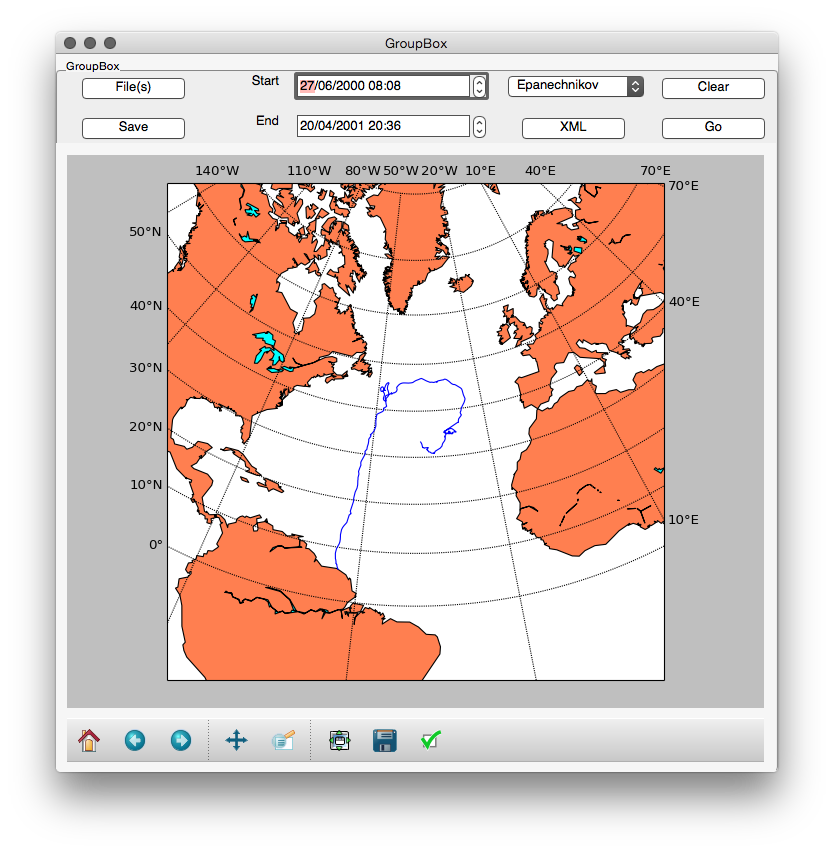 GroupBox
GroupBox
File(s) Start 27/06/2000 08:08 Epanechnikov Clear
Save End 20/04/2001 20:36 XML Go
140°W 110°W 80°W 50°W 20°W 10°E 40°E 70°E
70°E
50°N
40°N 40°E
30°N
20°N
10°N
10°E
0°